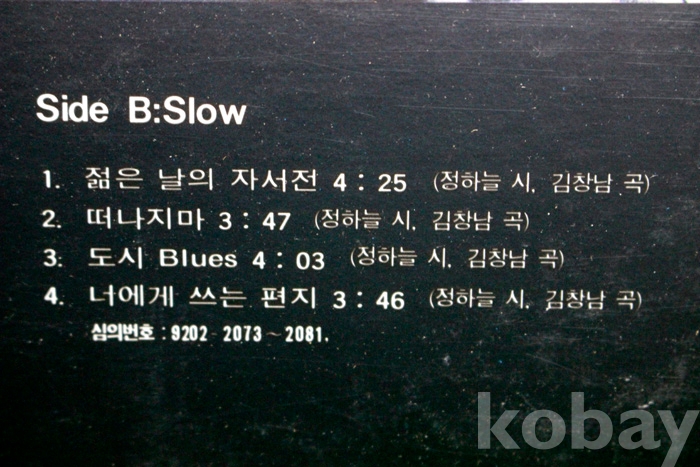 Side B:Slow
1. 젊은 날의 자서전 4 : 25 (정하늘 시, 김창남 곡)
2. 떠나지마 3 : 47 (정하늘 시, 김창남 곡)
3. 도시 Blues 4 : 03 (정하늘 시, 김창남 곡)
4. 너에게 쓰는 편지 3 : 46 (정하늘 시, 김창남 곡)
심의번호 : 9202 - 2073 ~ 2081.
kobay